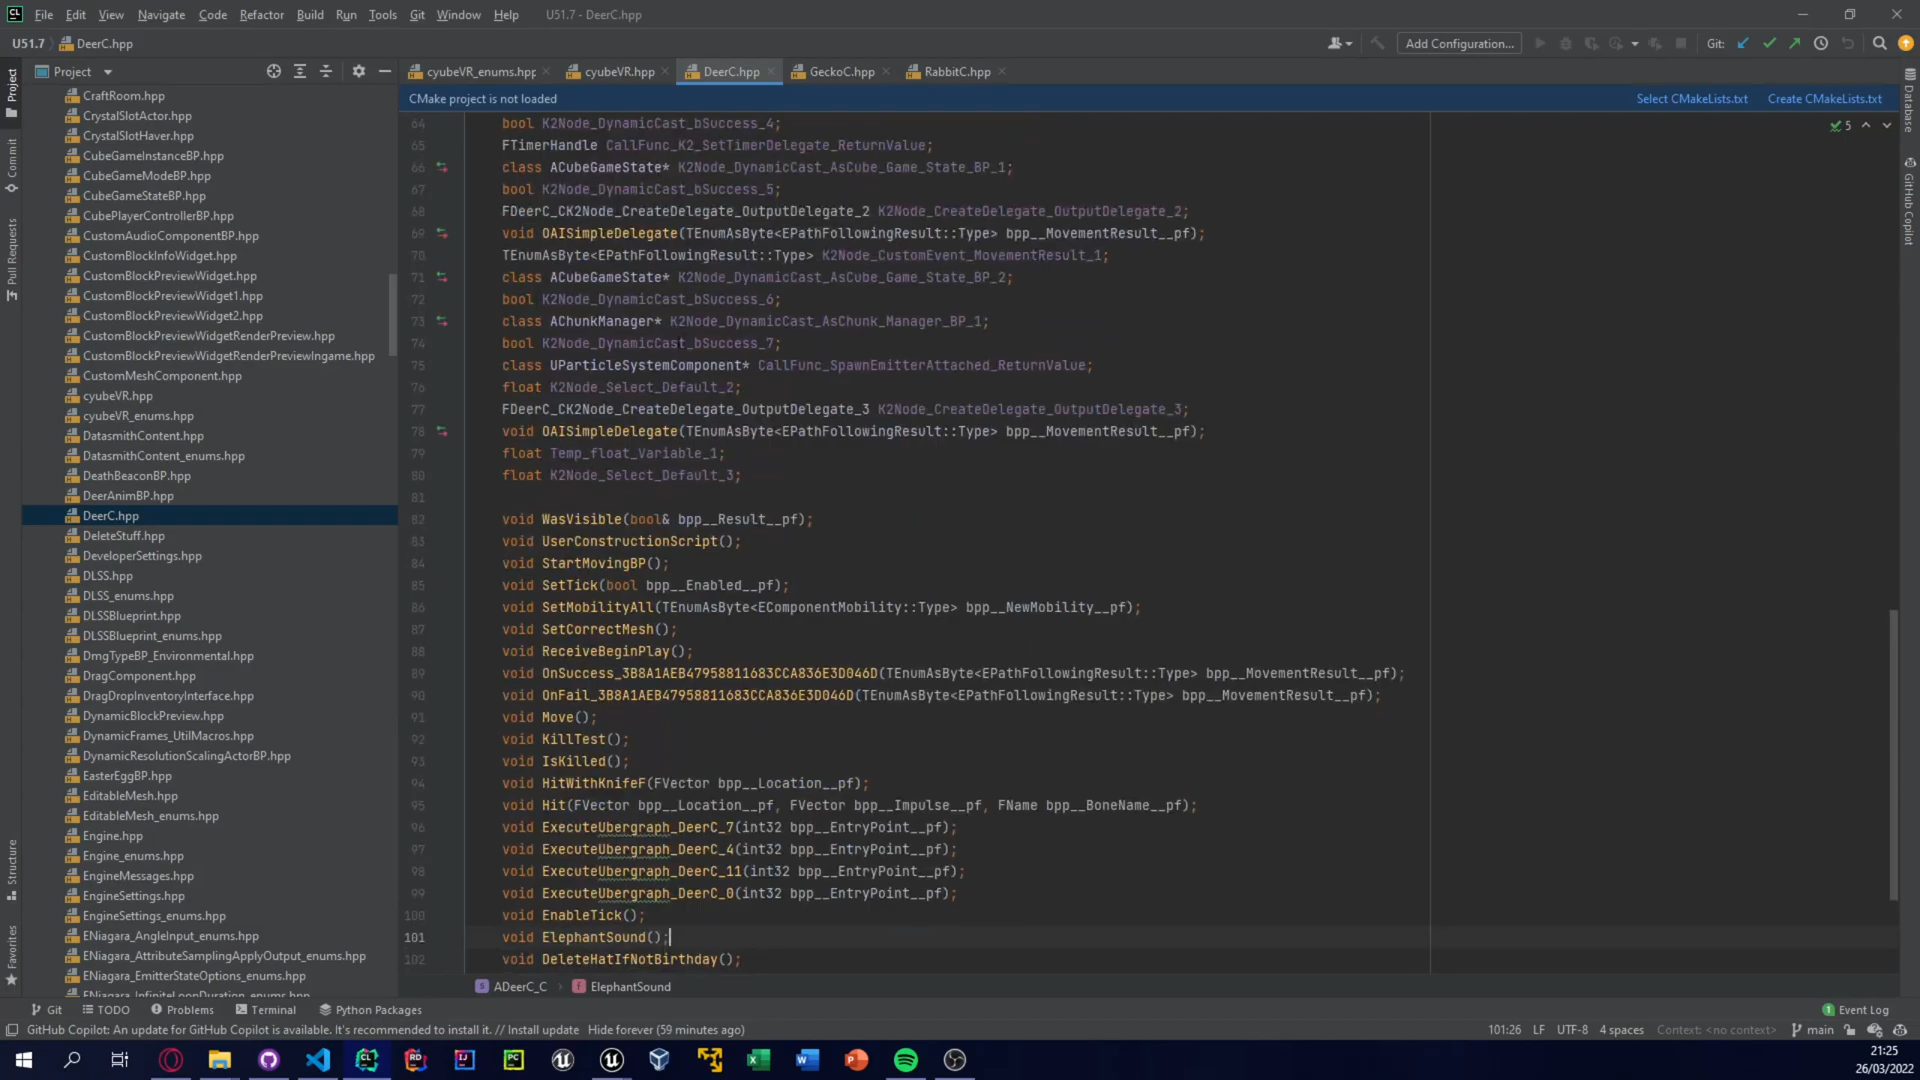 File Edit View Navigate Code Refactor Build Run Tools Git Window Help U51.7 - DeerC.hpp
U51.7 DeerC.hpp Add Configuration... Git:
Project cyubeVR_enums.hpp cyubeVR.hpp DeerC.hpp GeckoC.hpp RabbitC.hpp
CMake project is not loaded Select CMakeLists.txt Create CMakeLists.txt
Project
Commit
Pull Requests
Structure
Favorites
Database
GitHub Copilot
CraftRoom.hpp
CrystalSlotActor.hpp
CrystalSlotHaver.hpp
CubeGameInstanceBP.hpp
CubeGameModeBP.hpp
CubeGameStateBP.hpp
CubePlayerControllerBP.hpp
CustomAudioComponentBP.hpp
CustomBlockInfoWidget.hpp
CustomBlockPreviewWidget.hpp
CustomBlockPreviewWidget1.hpp
CustomBlockPreviewWidget2.hpp
CustomBlockPreviewWidgetRenderPreview.hpp
CustomBlockPreviewWidgetRenderPreviewIngame.hpp
CustomMeshComponent.hpp
cyubeVR.hpp
cyubeVR_enums.hpp
DatasmithContent.hpp
DatasmithContent_enums.hpp
DeathBeaconBP.hpp
DeerAnimBP.hpp
DeerC.hpp
DeleteStuff.hpp
DeveloperSettings.hpp
DLSS.hpp
DLSS_enums.hpp
DLSSBlueprint.hpp
DLSSBlueprint_enums.hpp
DmgTypeBP_Environmental.hpp
DragComponent.hpp
DragDropInventoryInterface.hpp
DynamicBlockPreview.hpp
DynamicFrames_UtilMacros.hpp
DynamicResolutionScalingActorBP.hpp
EasterEggBP.hpp
EditableMesh.hpp
EditableMesh_enums.hpp
Engine.hpp
Engine_enums.hpp
EngineMessages.hpp
EngineSettings.hpp
EngineSettings_enums.hpp
ENiagara_AngleInput_enums.hpp
ENiagara_AttributeSamplingApplyOutput_enums.hpp
ENiagara_EmitterStateOptions_enums.hpp
ENiagara_InfiniteLoopDuration_enums.hpp
5
64 bool K2Node_DynamicCast_bSuccess_4;
65 FTimerHandle CallFunc_K2_SetTimerDelegate_ReturnValue;
66 class ACubeGameState* K2Node_DynamicCast_AsCube_Game_State_BP_1;
67 bool K2Node_DynamicCast_bSuccess_5;
68 FDeerC_CK2Node_CreateDelegate_OutputDelegate_2 K2Node_CreateDelegate_OutputDelegate_2;
69 void OAISimpleDelegate(TEnumAsByte<EPathFollowingResult::Type> bpp__MovementResult__pf);
70 TEnumAsByte<EPathFollowingResult::Type> K2Node_CustomEvent_MovementResult_1;
71 class ACubeGameState* K2Node_DynamicCast_AsCube_Game_State_BP_2;
72 bool K2Node_DynamicCast_bSuccess_6;
73 class AChunkManager* K2Node_DynamicCast_AsChunk_Manager_BP_1;
74 bool K2Node_DynamicCast_bSuccess_7;
75 class UParticleSystemComponent* CallFunc_SpawnEmitterAttached_ReturnValue;
76 float K2Node_Select_Default_2;
77 FDeerC_CK2Node_CreateDelegate_OutputDelegate_3 K2Node_CreateDelegate_OutputDelegate_3;
78 void OAISimpleDelegate(TEnumAsByte<EPathFollowingResult::Type> bpp__MovementResult__pf);
79 float Temp_float_Variable_1;
80 float K2Node_Select_Default_3;
81
82 void WasVisible(bool& bpp__Result__pf);
83 void UserConstructionScript();
84 void StartMovingBP();
85 void SetTick(bool bpp__Enabled__pf);
86 void SetMobilityAll(TEnumAsByte<EComponentMobility::Type> bpp__NewMobility__pf);
87 void SetCorrectMesh();
88 void ReceiveBeginPlay();
89 void OnSuccess_3B8A1AEB47958811683CCA836E3D046D(TEnumAsByte<EPathFollowingResult::Type> bpp__MovementResult__pf);
90 void OnFail_3B8A1AEB47958811683CCA836E3D046D(TEnumAsByte<EPathFollowingResult::Type> bpp__MovementResult__pf);
91 void Move();
92 void KillTest();
93 void IsKilled();
94 void HitWithKnifeF(FVector bpp__Location__pf);
95 void Hit(FVector bpp__Location__pf, FVector bpp__Impulse__pf, FName bpp__BoneName__pf);
96 void ExecuteUbergraph_DeerC_7(int32 bpp__EntryPoint__pf);
97 void ExecuteUbergraph_DeerC_4(int32 bpp__EntryPoint__pf);
98 void ExecuteUbergraph_DeerC_11(int32 bpp__EntryPoint__pf);
99 void ExecuteUbergraph_DeerC_0(int32 bpp__EntryPoint__pf);
100 void EnableTick();
101 void ElephantSound();
102 void DeleteHatIfNotBirthday();
ADeerC_C ElephantSound
Git TODO Problems Terminal Python Packages 1 Event Log
GitHub Copilot: An update for GitHub Copilot is available. It's recommended to install it. // Install update Hide forever (59 minutes ago) 101:26 LF UTF-8 4 spaces Context: <no context> main
21:25
26/03/2022